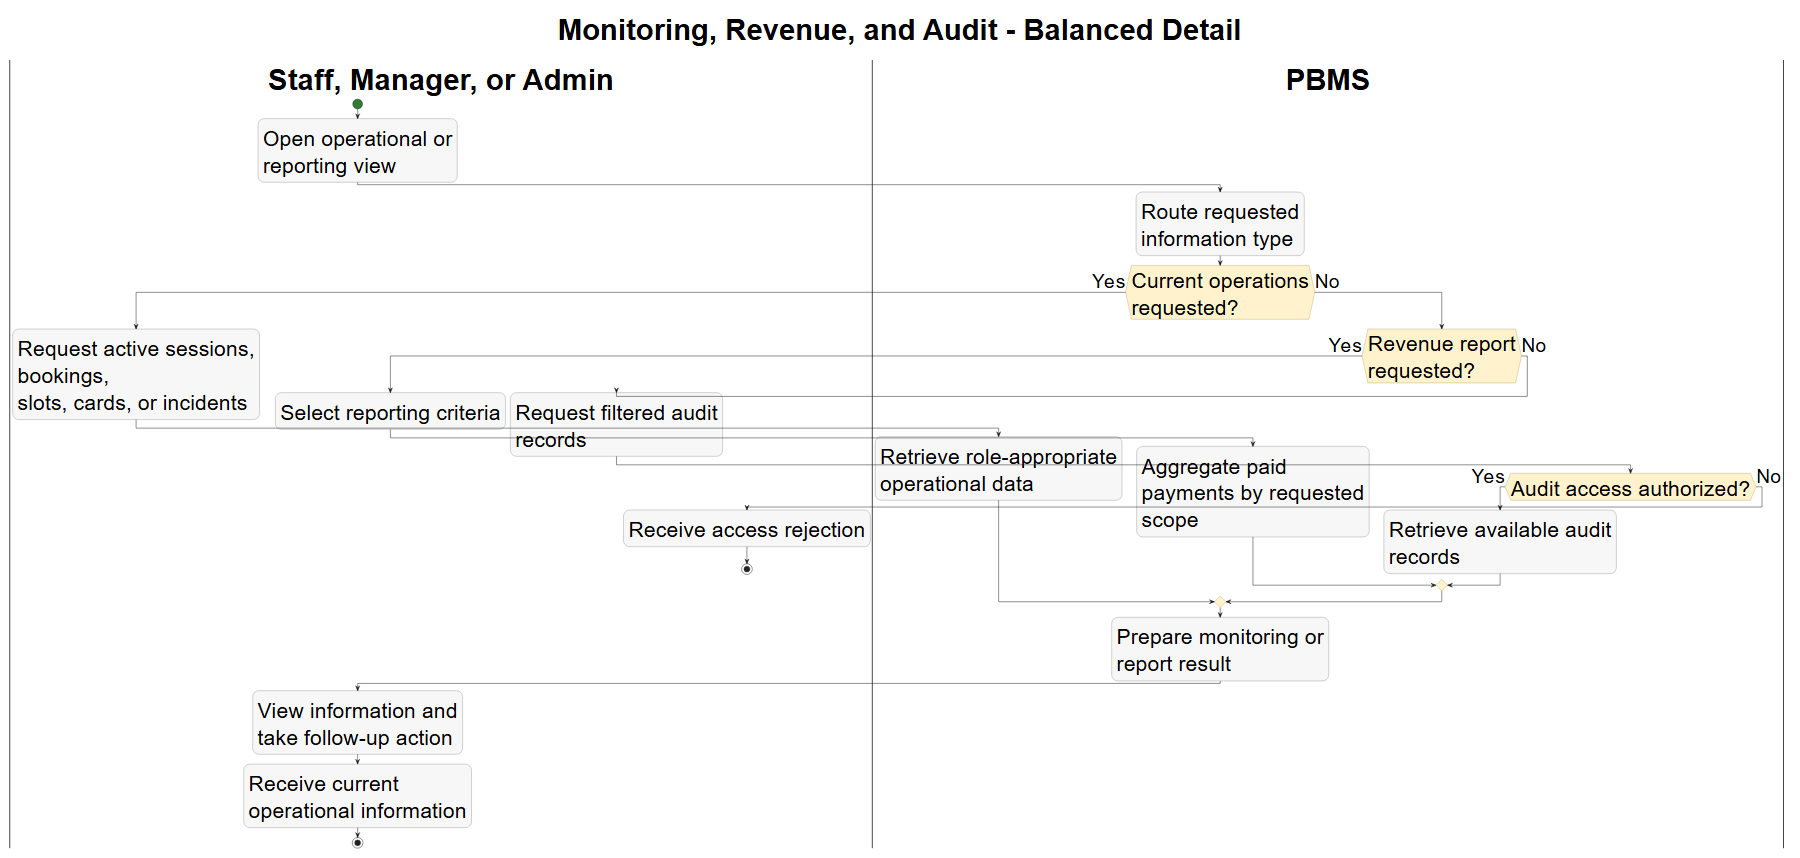 Monitoring, Revenue, and Audit - Balanced Detail
Staff, Manager, or Admin
PBMS
Open operational or
reporting view
Route requested
information type
Yes
Current operations
requested?
No
Yes
Revenue report
requested?
No
Request active sessions,
bookings,
slots, cards, or incidents
Select reporting criteria
Request filtered audit
records
Retrieve role-appropriate
operational data
Aggregate paid
payments by requested
scope
Yes
Audit access authorized?
No
Receive access rejection
Retrieve available audit
records
Prepare monitoring or
report result
View information and
take follow-up action
Receive current
operational information